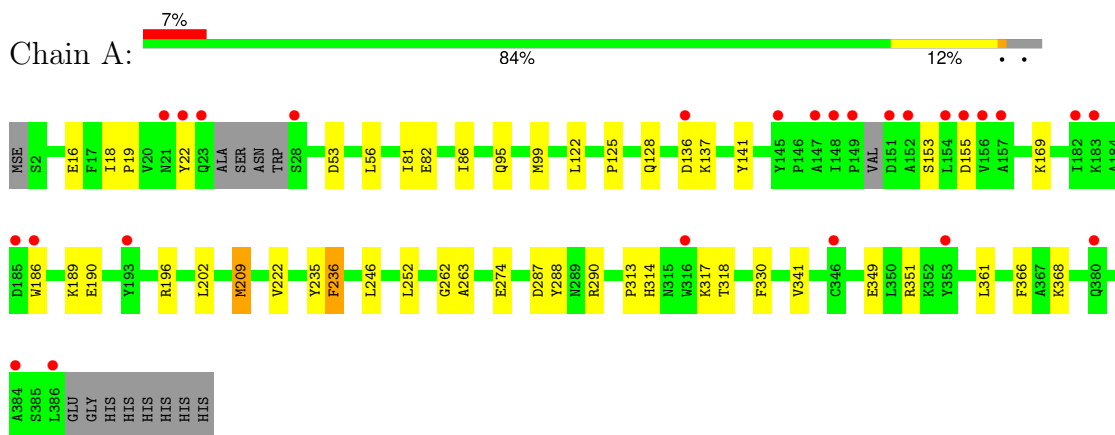 7%
Chain A:
84% 12% • •
MSE S2 E16 F17 I18 P19 V20 N21 Y22 Q23 ALA SER ASN TRP S28 D53 L56 I81 E82 I86 Q95 M99 L122 P125 Q128 D136 K137 Y141 Y145 P146 A147 I148 P149 VAL D151 A152 S153 L154 D155 V156 A157 K169 I182 K183 A184
D185 W186 K189 E190 Y193 R196 L202 M209 V222 Y235 F236 L246 L252 G262 A263 E274 D287 Y288 N289 R290 P313 H314 N315 W316 K317 T318 F330 V341 C346 E349 L350 R351 K352 Y353 L361 F366 A367 K368 Q380
A384 S385 L386 GLU GLY HIS HIS HIS HIS HIS HIS